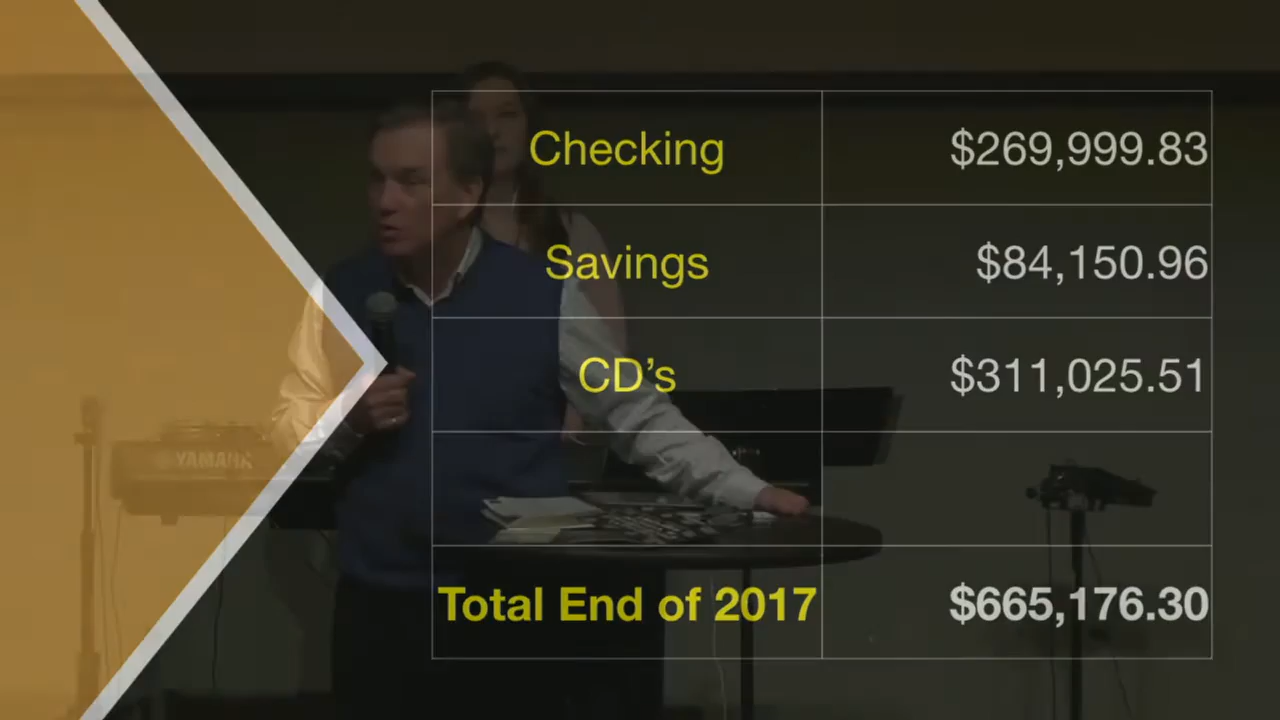 Checking $269,999.83
Savings $84,150.96
CD’s $311,025.51
Total End of 2017 $665,176.30
YAMAHA